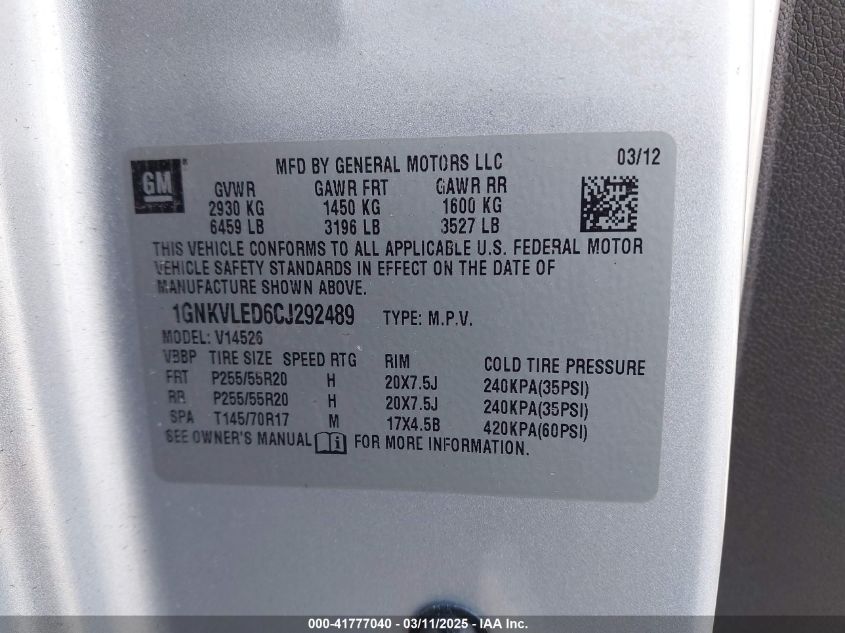 GM
MFD BY GENERAL MOTORS LLC 03/12
GVWR GAWR FRT GAWR RR
2930 KG 1450 KG 1600 KG
6459 LB 3196 LB 3527 LB
THIS VEHICLE CONFORMS TO ALL APPLICABLE U.S. FEDERAL MOTOR
VEHICLE SAFETY STANDARDS IN EFFECT ON THE DATE OF
MANUFACTURE SHOWN ABOVE.
1GNKVLED6CJ292489 TYPE: M.P.V.
MODEL: V14526
VBBP TIRE SIZE SPEED RTG RIM COLD TIRE PRESSURE
FRT P255/55R20 H 20X7.5J 240KPA(35PSI)
RR P255/55R20 H 20X7.5J 240KPA(35PSI)
SPA T145/70R17 M 17X4.5B 420KPA(60PSI)
SEE OWNER'S MANUAL i FOR MORE INFORMATION.
000-41777040 - 03/11/2025 - IAA Inc.